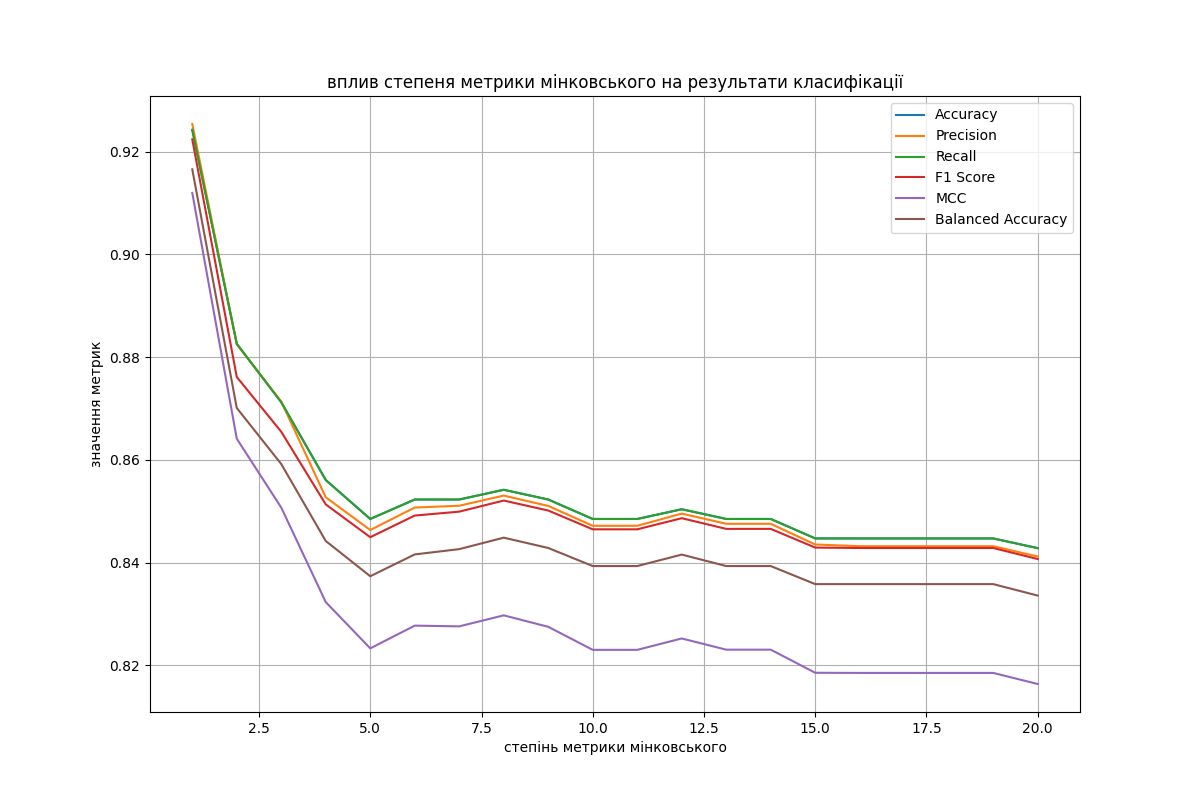 вплив степеня метрики мінковського на результати класифікації
Accuracy
Precision
Recall
F1 Score
MCC
Balanced Accuracy
0.92
0.90
0.88
0.86
0.84
0.82
значення метрик
2.5 5.0 7.5 10.0 12.5 15.0 17.5 20.0
степінь метрики мінковського